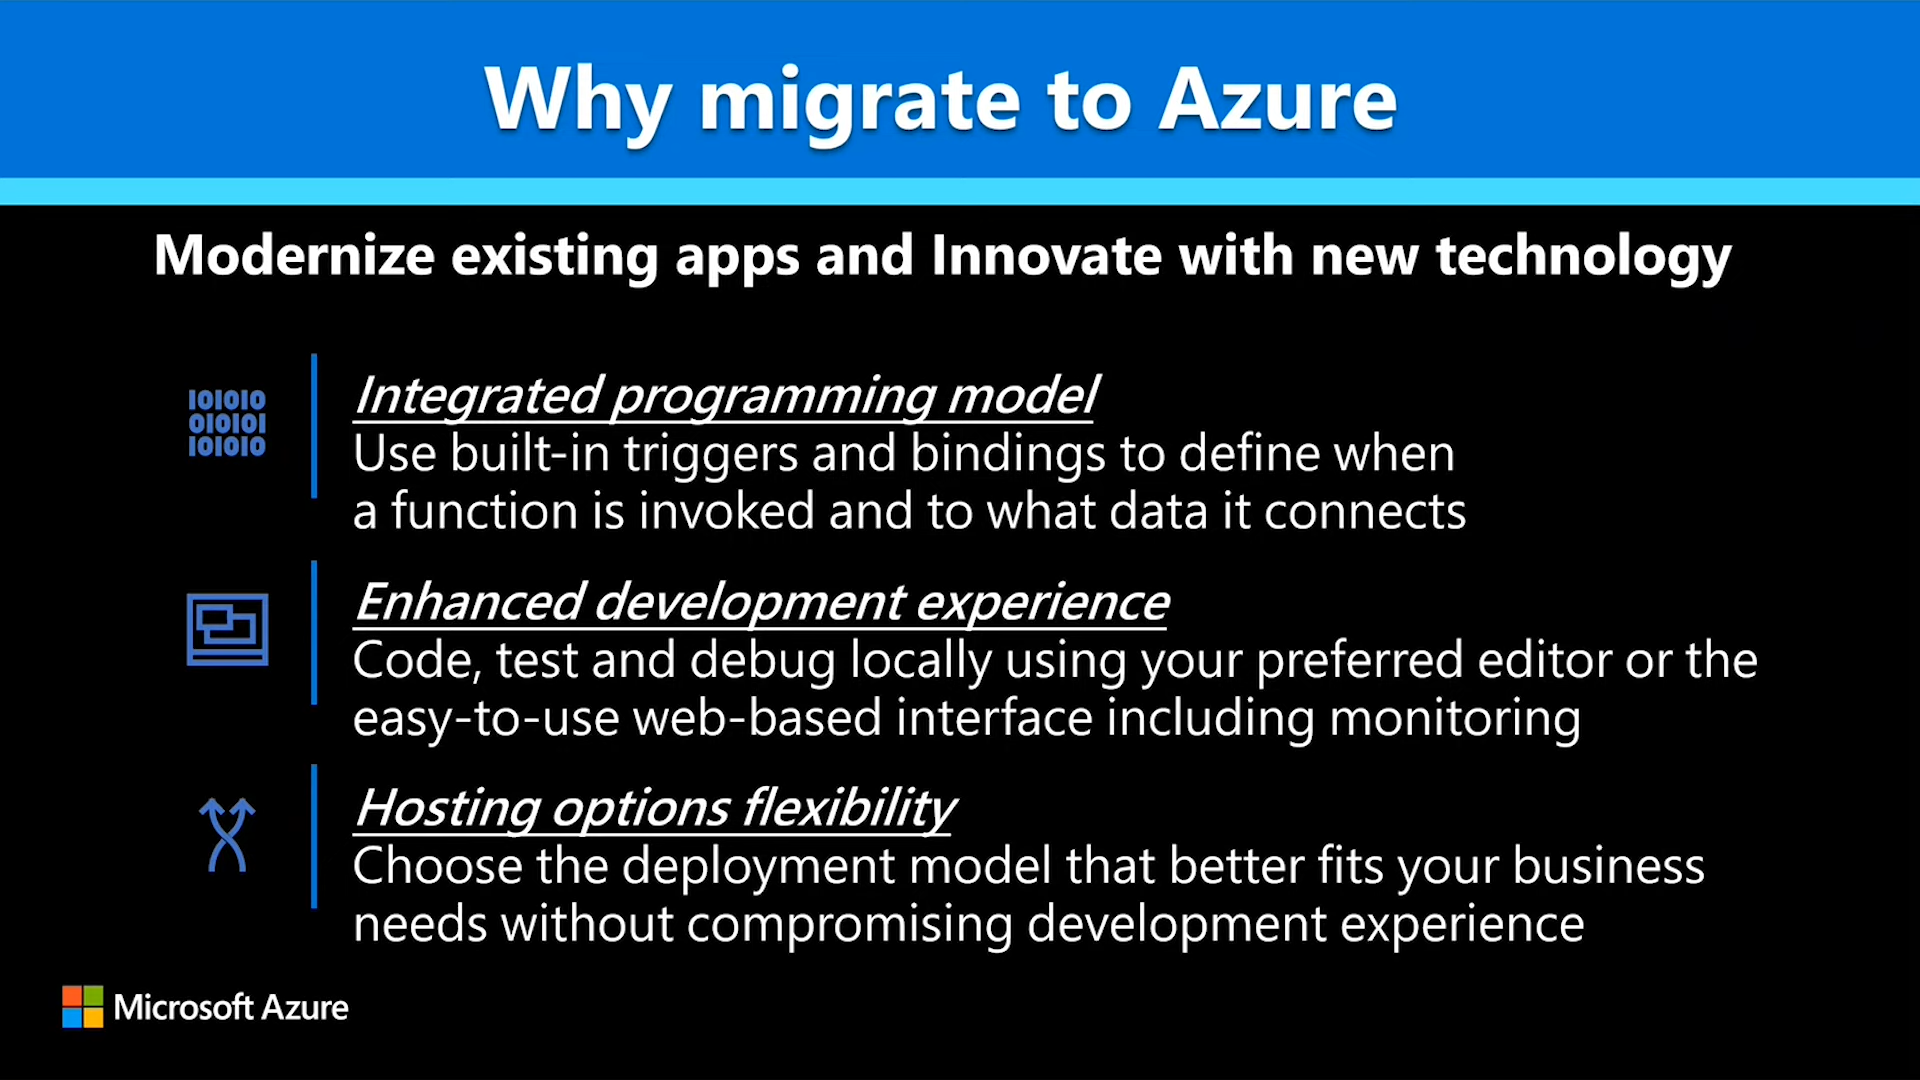 Why migrate to Azure
Modernize existing apps and Innovate with new technology
101010
010101
101010
Integrated programming model
Use built-in triggers and bindings to define when
a function is invoked and to what data it connects
Enhanced development experience
Code, test and debug locally using your preferred editor or the
easy-to-use web-based interface including monitoring
Hosting options flexibility
Choose the deployment model that better fits your business
needs without compromising development experience
Microsoft Azure